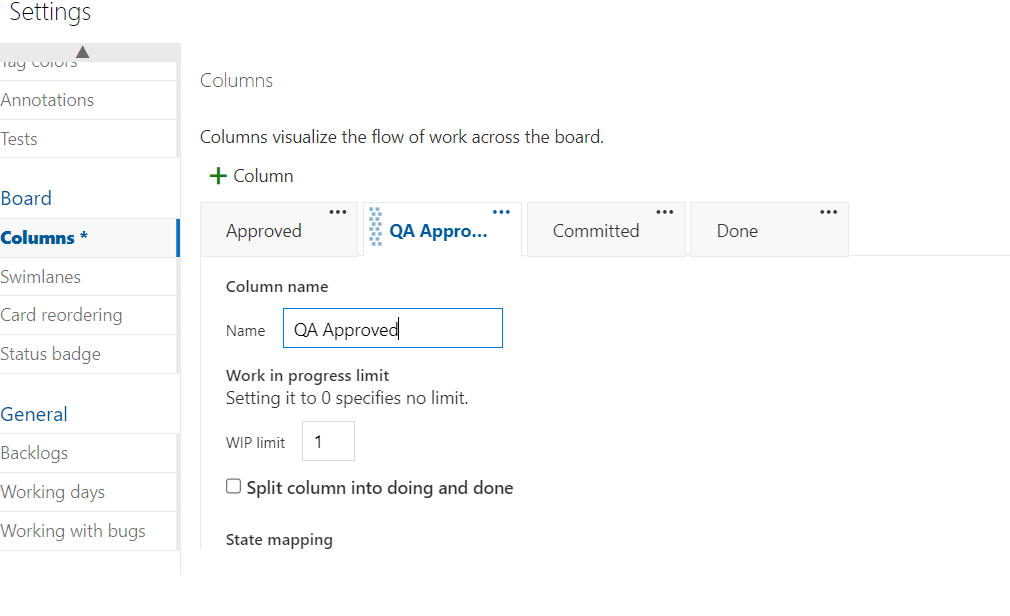 Settings
Tag colors
Annotations
Tests
Board
Columns *
Swimlanes
Card reordering
Status badge
General
Backlogs
Working days
Working with bugs
Columns
Columns visualize the flow of work across the board.
+ Column
Approved ... QA Appro... ... Committed ... Done ...
Column name
Name QA Approved
Work in progress limit
Setting it to 0 specifies no limit.
WIP limit 1
Split column into doing and done
State mapping